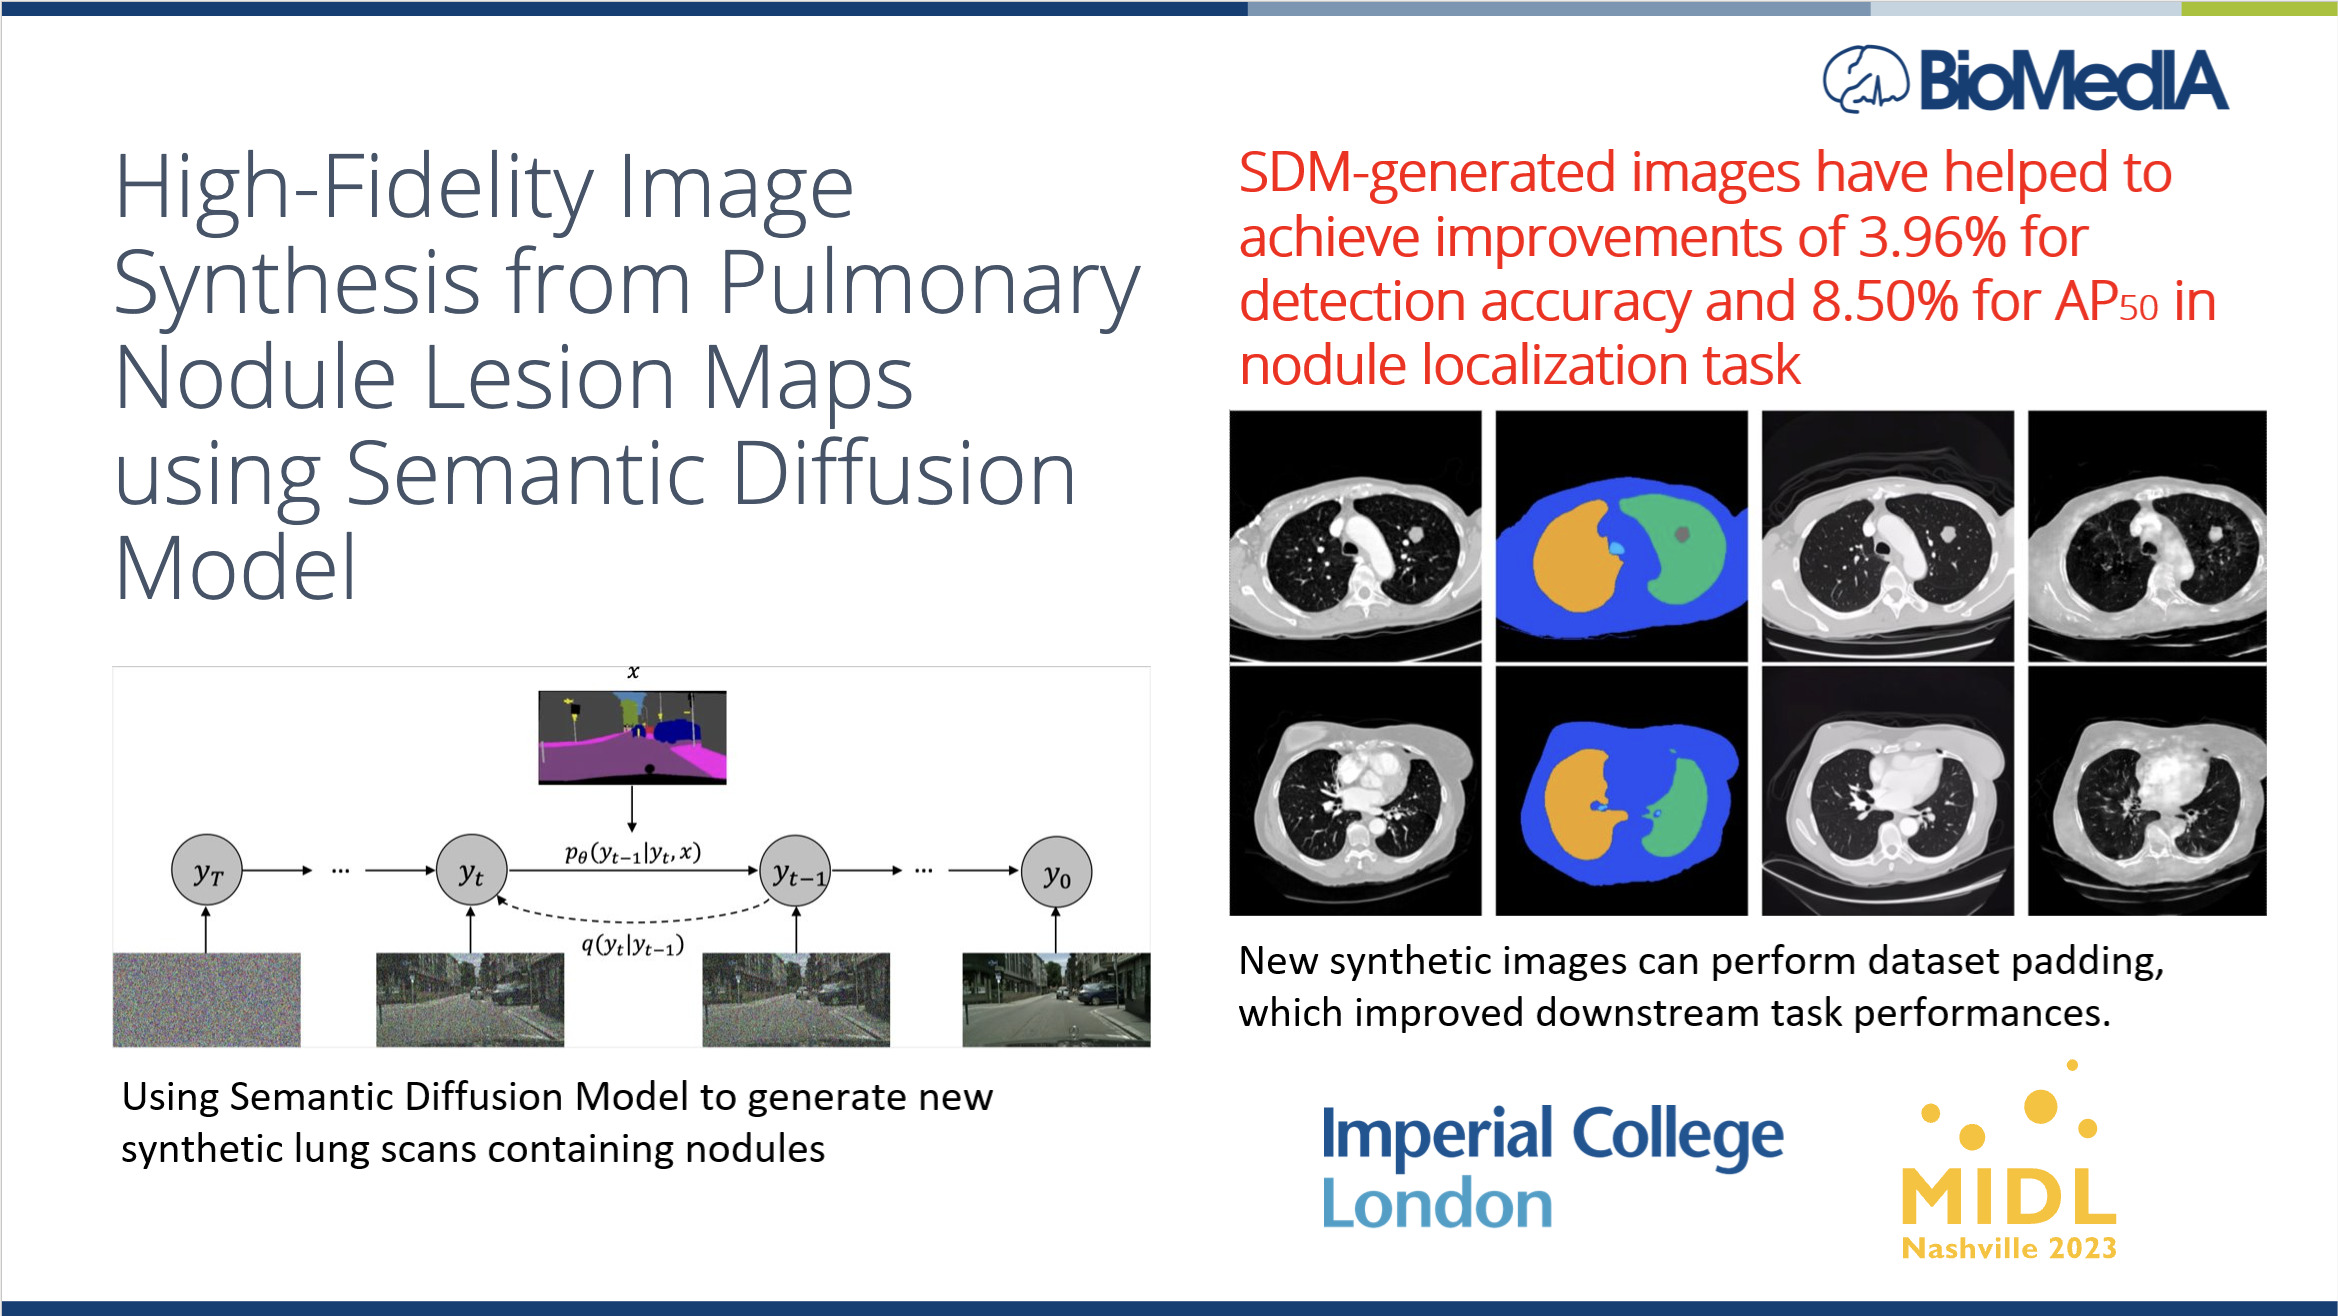 BioMedIA
High-Fidelity Image
Synthesis from Pulmonary
Nodule Lesion Maps
using Semantic Diffusion
Model
x
p_θ(y_{t−1}|y_t, x)
y_T
...
y_t
y_{t−1}
...
y_0
q(y_t|y_{t−1})
Using Semantic Diffusion Model to generate new
synthetic lung scans containing nodules
SDM-generated images have helped to
achieve improvements of 3.96% for
detection accuracy and 8.50% for AP50 in
nodule localization task
New synthetic images can perform dataset padding,
which improved downstream task performances.
Imperial College
London
MIDL
Nashville 2023